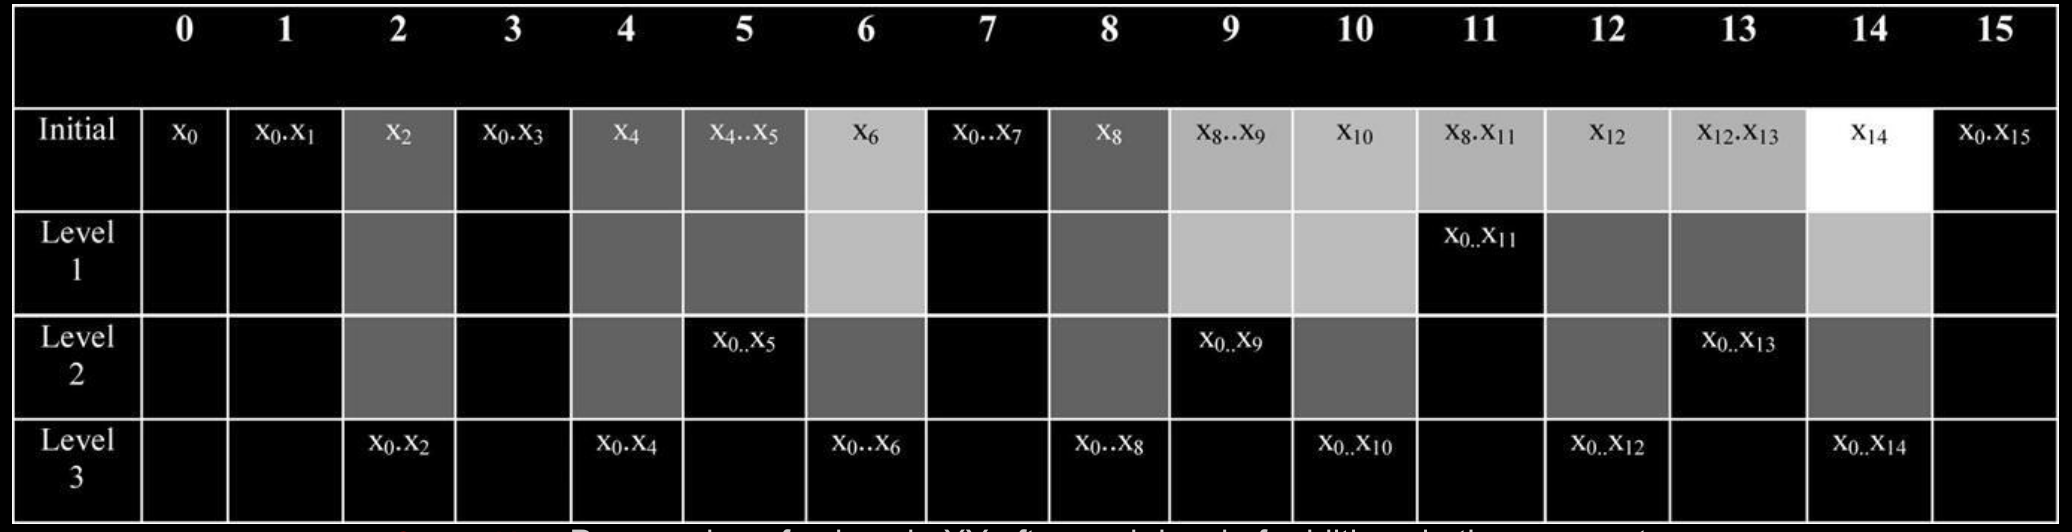 0 1 2 3 4 5 6 7 8 9 10 11 12 13 14 15
Initial x₀ x₀.x₁ x₂ x₀.x₃ x₄ x₄..x₅ x₆ x₀..x₇ x₈ x₈..x₉ x₁₀ x₈.x₁₁ x₁₂ x₁₂.x₁₃ x₁₄ x₀.x₁₅
Level
1
x₀..x₁₁
Level
2
x₀..x₅ x₀..x₉ x₀..x₁₃
Level
3
x₀.x₂ x₀.x₄ x₀..x₆ x₀..x₈ x₀..x₁₀ x₀..x₁₂ x₀..x₁₄